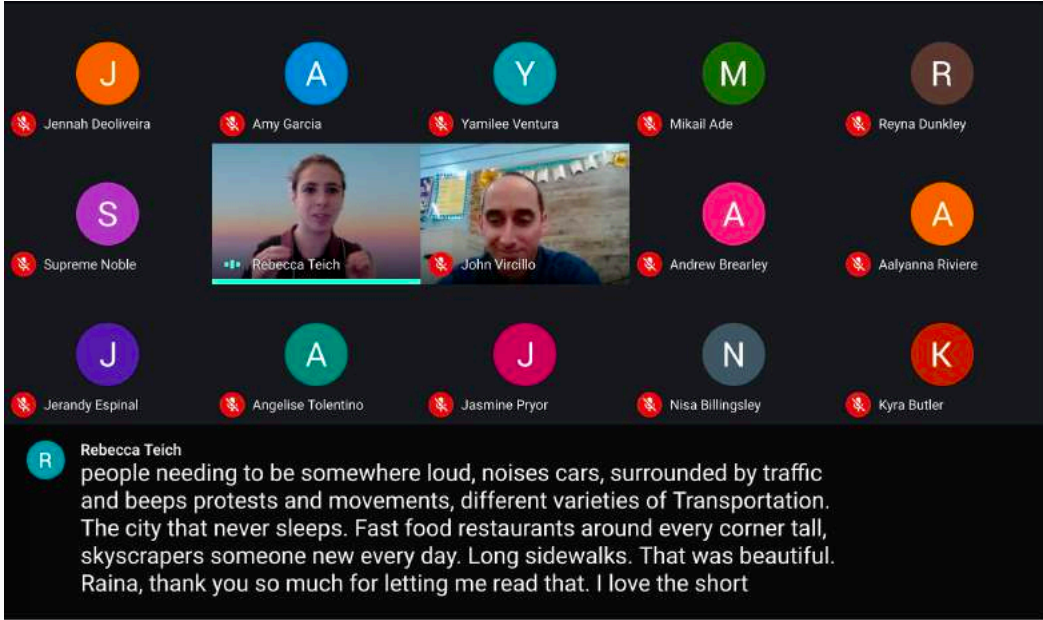 J A Y M R
Jennah Deoliveira Amy Garcia Yamilee Ventura Mikail Ade Reyna Dunkley
S A A
Supreme Noble Rebecca Teich John Vircillo Andrew Brearley Aalyanna Riviere
J A J N K
Jerandy Espinal Angelise Tolentino Jasmine Pryor Nisa Billingsley Kyra Butler
R
Rebecca Teich
people needing to be somewhere loud, noises cars, surrounded by traffic
and beeps protests and movements, different varieties of Transportation.
The city that never sleeps. Fast food restaurants around every corner tall,
skyscrapers someone new every day. Long sidewalks. That was beautiful.
Raina, thank you so much for letting me read that. I love the short